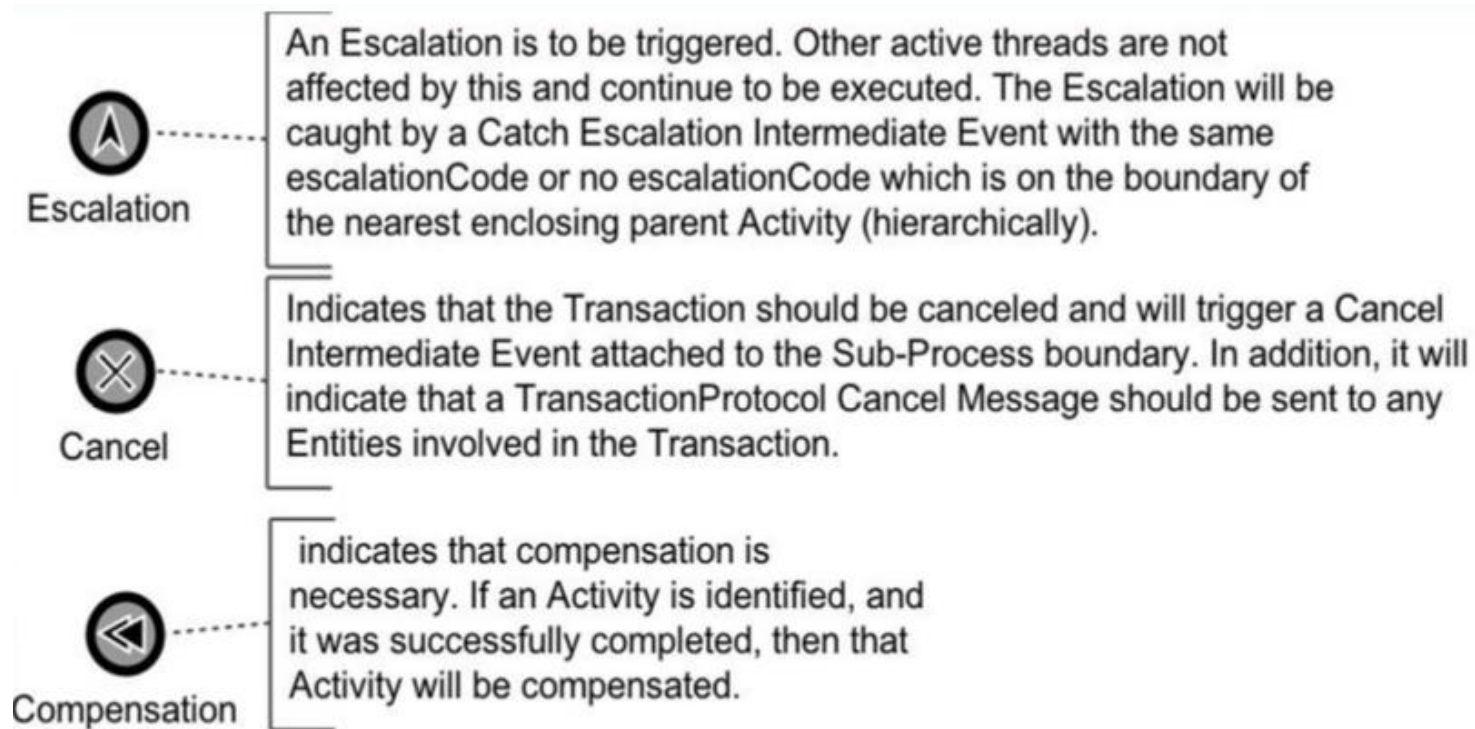 An Escalation is to be triggered. Other active threads are not
affected by this and continue to be executed. The Escalation will be
caught by a Catch Escalation Intermediate Event with the same
escalationCode or no escalationCode which is on the boundary of
the nearest enclosing parent Activity (hierarchically).
Escalation
Indicates that the Transaction should be canceled and will trigger a Cancel
Intermediate Event attached to the Sub-Process boundary. In addition, it will
indicate that a TransactionProtocol Cancel Message should be sent to any
Entities involved in the Transaction.
Cancel
indicates that compensation is
necessary. If an Activity is identified, and
it was successfully completed, then that
Activity will be compensated.
Compensation